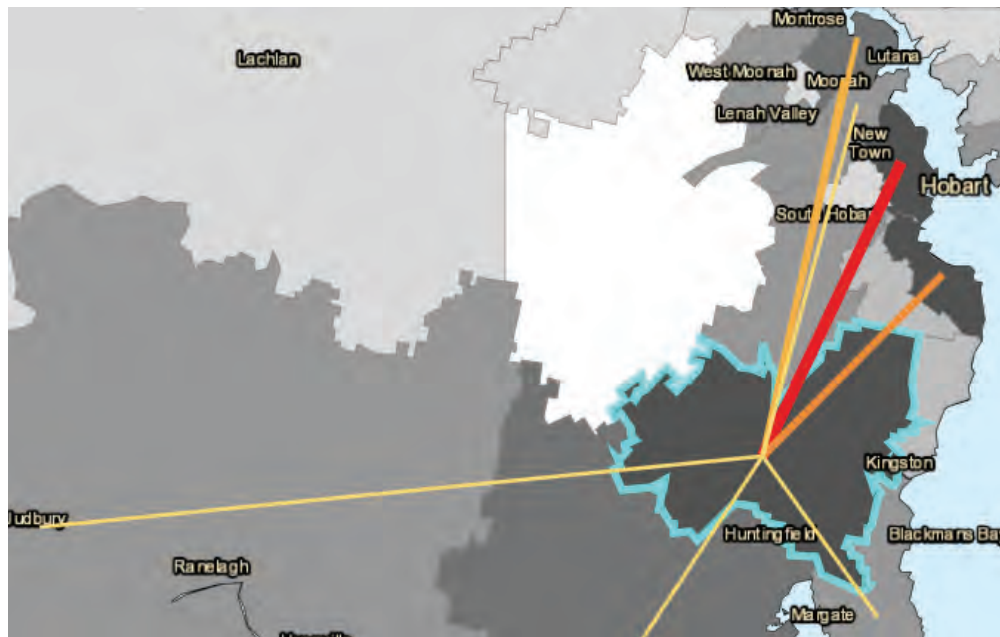 Montrose
Lachlan
Lutana
West Moonah
Moonah
Lenah Valley
New
Town
Hobart
South Hobart
Kingston
Judbury
Huntingfield
Blackmans Bay
Ranelagh
Margate